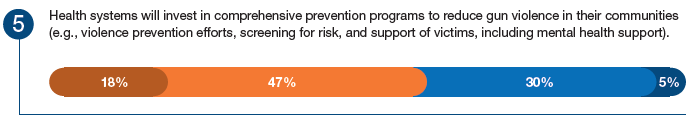 5
Health systems will invest in comprehensive prevention programs to reduce gun violence in their communities
(e.g., violence prevention efforts, screening for risk, and support of victims, including mental health support).
18% 47% 30% 5%